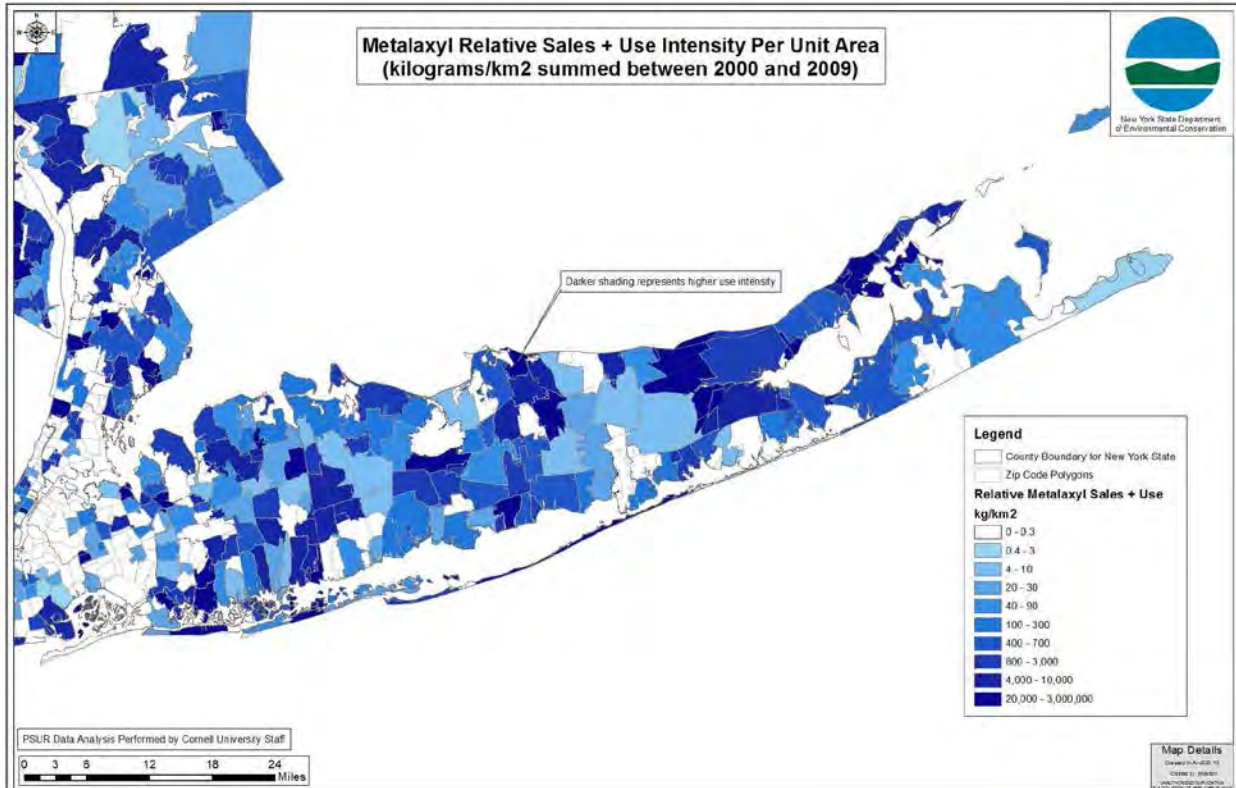 N
W
E
S
Metalaxyl Relative Sales + Use Intensity Per Unit Area
(kilograms/km2 summed between 2000 and 2009)
New York State Department
of Environmental Conservation
Darker shading represents higher use intensity
Legend
County Boundary for New York State
Zip Code Polygons
Relative Metalaxyl Sales + Use
kg/km2
0 - 0.3
0.4 - 3
4 - 10
20 - 30
40 - 90
100 - 300
400 - 700
800 - 3,000
4,000 - 10,000
20,000 - 3,000,000
PSUR Data Analysis Performed by Cornell University Staff
0 3 6 12 18 24
Miles
Map Details